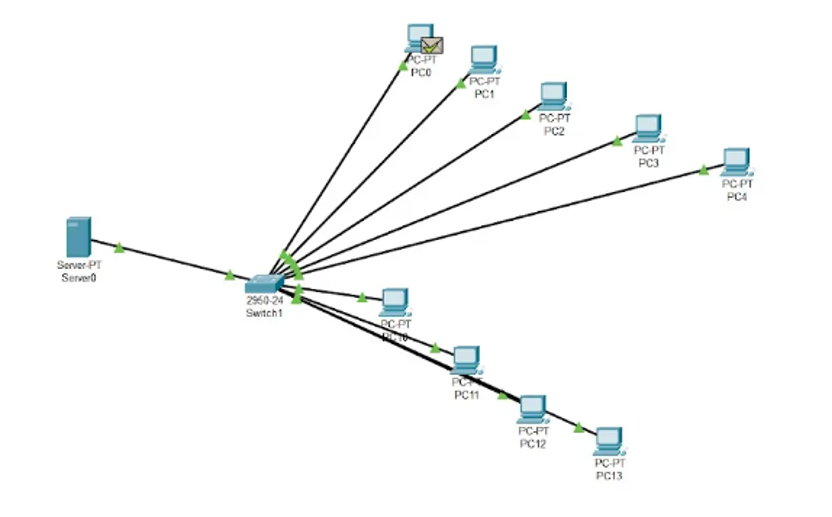 PC-PT
PC0
PC-PT
PC1
PC-PT
PC2
PC-PT
PC3
PC-PT
PC4
Server-PT
Server0
2950-24
Switch1
PC-PT
PC10
PC-PT
PC11
PC-PT
PC12
PC-PT
PC13